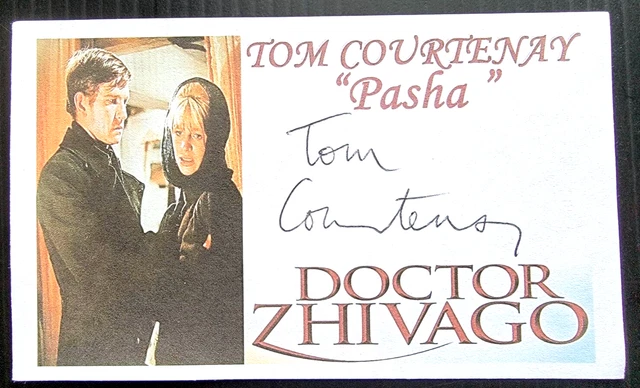 TOM COURTENAY
"Pasha"
Tom
Courtenay
DOCTOR
ZHIVAGO